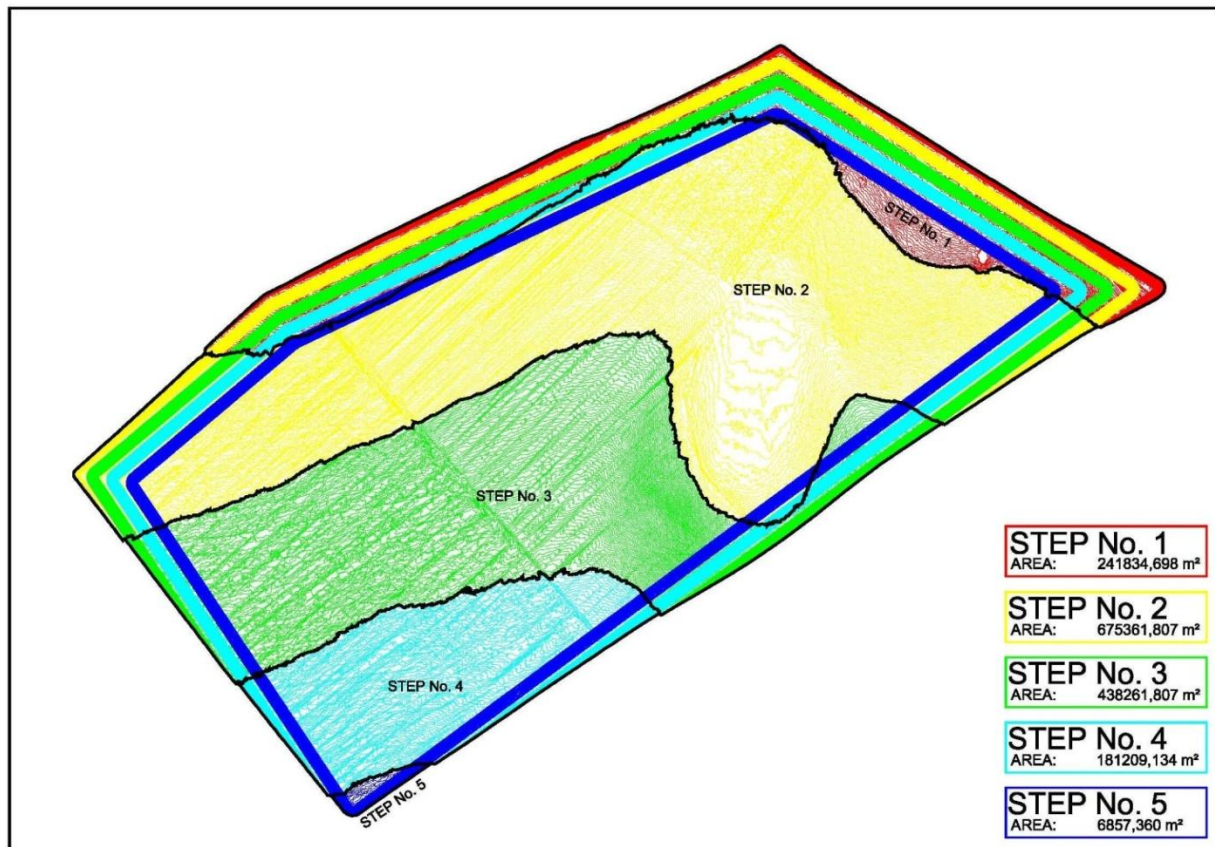 STEP No. 1
STEP No. 2
STEP No. 3
STEP No. 4
STEP No. 5
STEP No. 1
AREA: 241834,698 m²
STEP No. 2
AREA: 675361,807 m²
STEP No. 3
AREA: 438261,807 m²
STEP No. 4
AREA: 181209,134 m²
STEP No. 5
AREA: 6857,360 m²